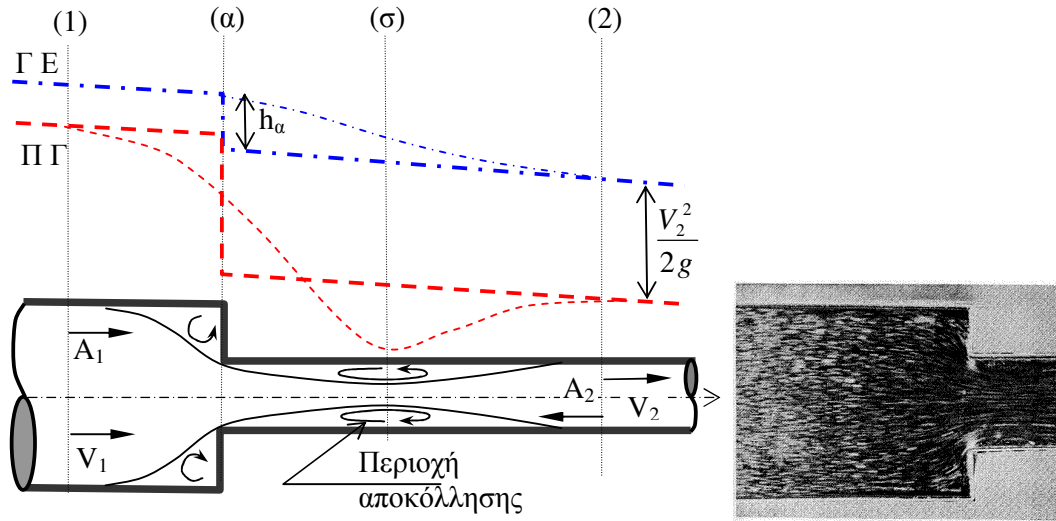 (1) (α) (σ) (2)
Γ Ε
h_α
Π Γ
V_2^2
2g
A_1
A_2
V_2
V_1
Περιοχή
αποκόλλησης